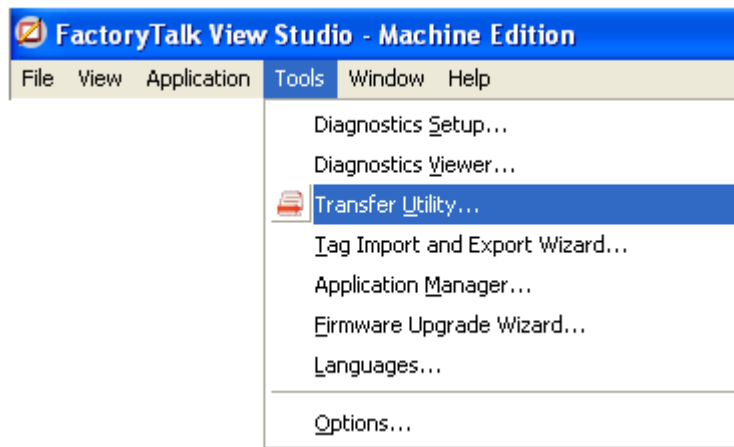 FactoryTalk View Studio - Machine Edition
File View Application Tools Window Help
Diagnostics Setup...
Diagnostics Viewer...
Transfer Utility...
Tag Import and Export Wizard...
Application Manager...
Firmware Upgrade Wizard...
Languages...
Options...